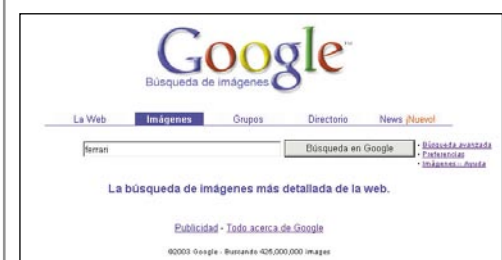 Google™
Búsqueda de imágenes
La Web Imágenes Grupos Directorio News ¡Nuevo!
ferrari Búsqueda en Google
· Búsqueda avanzada
· Preferencias
· Imágenes - Ayuda
La búsqueda de imágenes más detallada de la web.
Publicidad - Todo acerca de Google
©2003 Google - Buscando 425,000,000 images